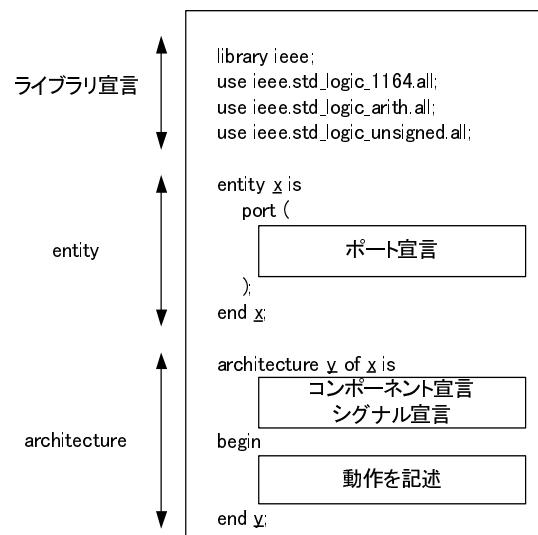 ライブラリ宣言
library ieee;
use ieee.std_logic_1164.all;
use ieee.std_logic_arith.all;
use ieee.std_logic_unsigned.all;
entity
entity x is
port (
ポート宣言
);
end x;
architecture
architecture y of x is
コンポーネント宣言
シグナル宣言
begin
動作を記述
end y;